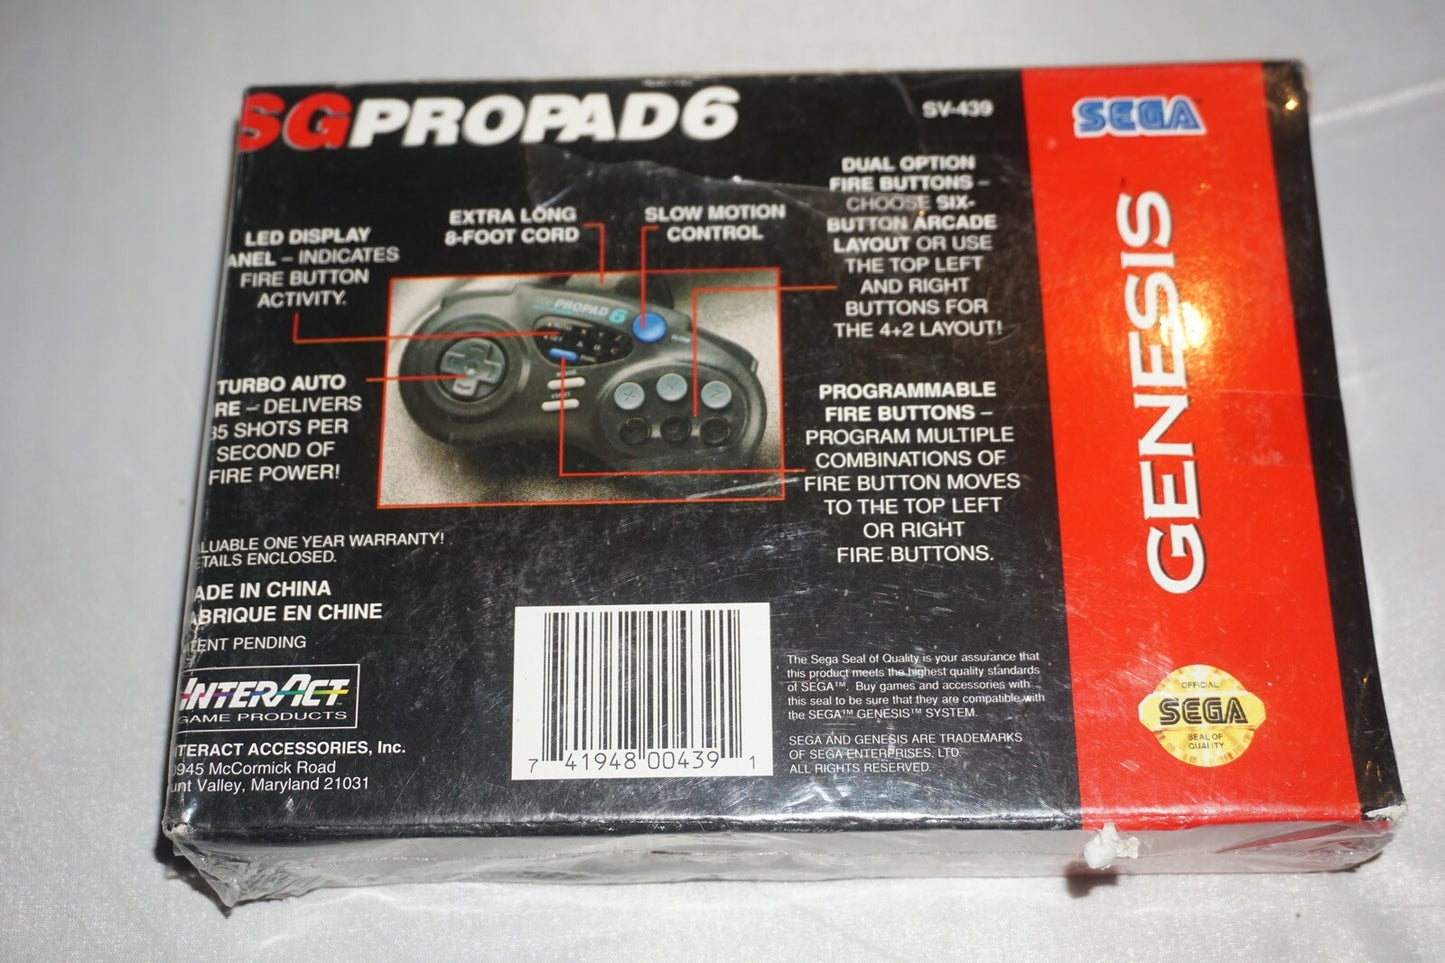 SGPROPAD6
SV-439
LED DISPLAY
ANEL – INDICATES
FIRE BUTTON
ACTIVITY.
EXTRA LONG
8-FOOT CORD
SLOW MOTION
CONTROL
DUAL OPTION
FIRE BUTTONS –
CHOOSE SIX-
BUTTON ARCADE
LAYOUT OR USE
THE TOP LEFT
AND RIGHT
BUTTONS FOR
THE 4+2 LAYOUT!
TURBO AUTO
RE – DELIVERS
35 SHOTS PER
SECOND OF
FIRE POWER!
PROPAD 6
AUTO X Y Z
SET A B C
SLOW
MODE
START
X Y Z
PROGRAMMABLE
FIRE BUTTONS –
PROGRAM MULTIPLE
COMBINATIONS OF
FIRE BUTTON MOVES
TO THE TOP LEFT
OR RIGHT
FIRE BUTTONS.
ALUABLE ONE YEAR WARRANTY!
ETAILS ENCLOSED.
ADE IN CHINA
ABRIQUE EN CHINE
TENT PENDING
INTERACT
GAME PRODUCTS
NTERACT ACCESSORIES, Inc.
0945 McCormick Road
unt Valley, Maryland 21031
7 41948 00439 1
The Sega Seal of Quality is your assurance that
this product meets the highest quality standards
of SEGA™. Buy games and accessories with
this seal to be sure that they are compatible with
the SEGA™ GENESIS™ SYSTEM.
SEGA AND GENESIS ARE TRADEMARKS
OF SEGA ENTERPRISES, LTD.
ALL RIGHTS RESERVED.
SEGA
GENESIS
OFFICIAL
SEGA
SEAL OF
QUALITY